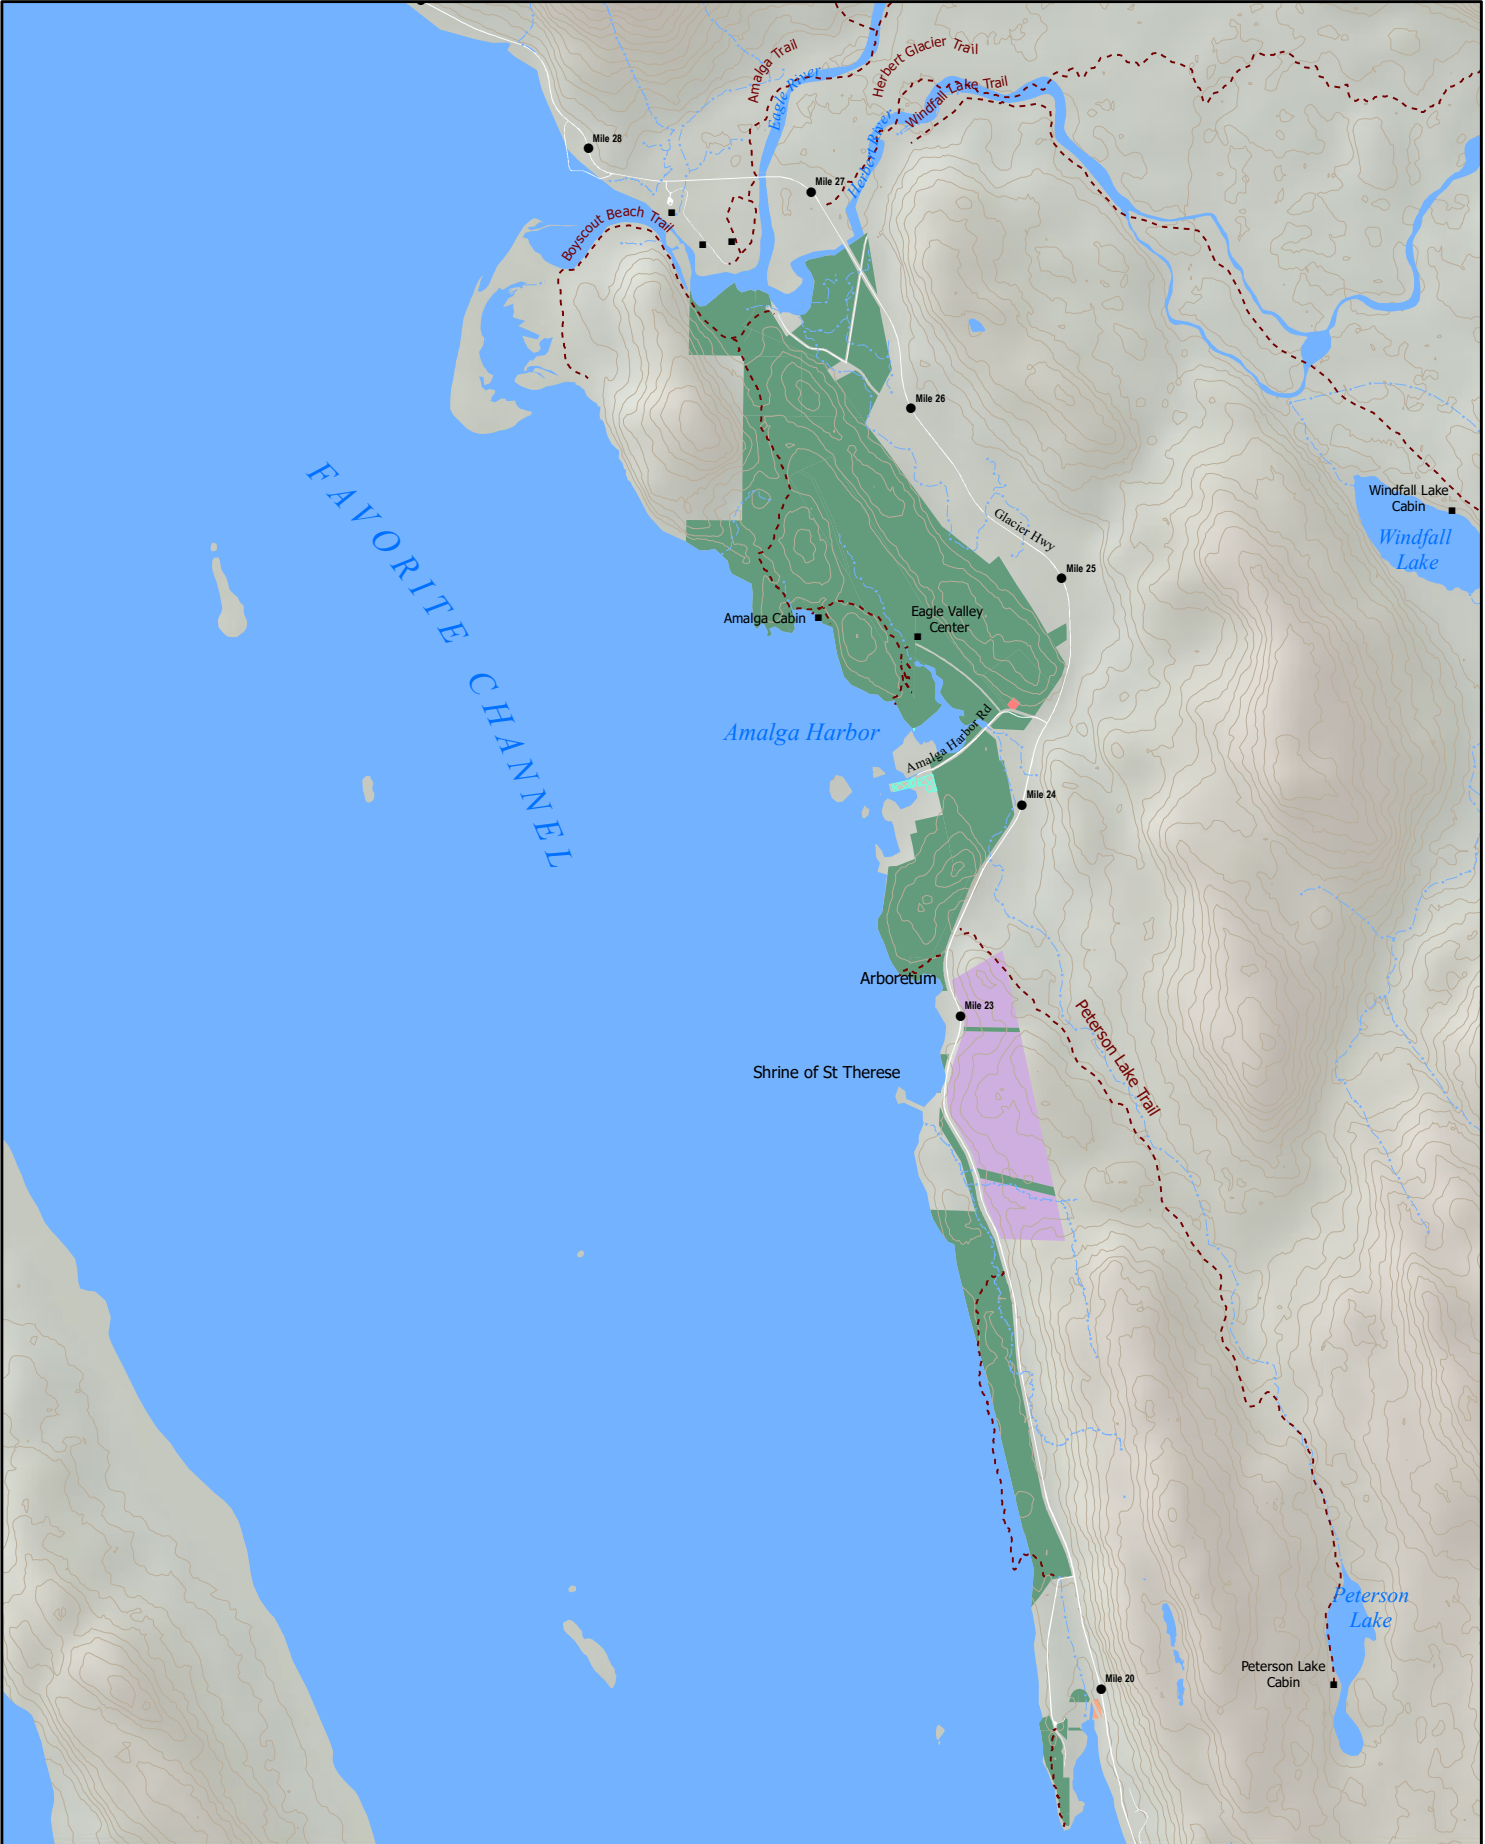 Amalga Trail
Herbert Glacier Trail
Eagle River
Windfall Lake Trail
Mile 28
Herbert River
Mile 27
Boyscout Beach Trail
Mile 26
FAVORITE CHANNEL
Windfall Lake
Cabin
Glacier Hwy
Windfall
Lake
Mile 25
Amalga Cabin
Eagle Valley
Center
Amalga Harbor
Amalga Harbor Rd
Mile 24
Arboretum
Mile 23
Peterson Lake Trail
Shrine of St Therese
Peterson
Lake
Peterson Lake
Cabin
Mile 20